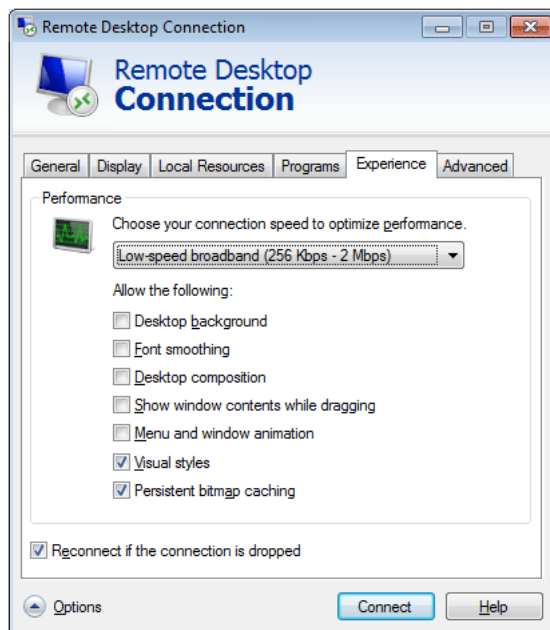 Remote Desktop Connection
Remote Desktop
Connection
General Display Local Resources Programs Experience Advanced
Performance
Choose your connection speed to optimize performance.
Low-speed broadband (256 Kbps - 2 Mbps)
Allow the following:
Desktop background
Font smoothing
Desktop composition
Show window contents while dragging
Menu and window animation
Visual styles
Persistent bitmap caching
Reconnect if the connection is dropped
Options Connect Help